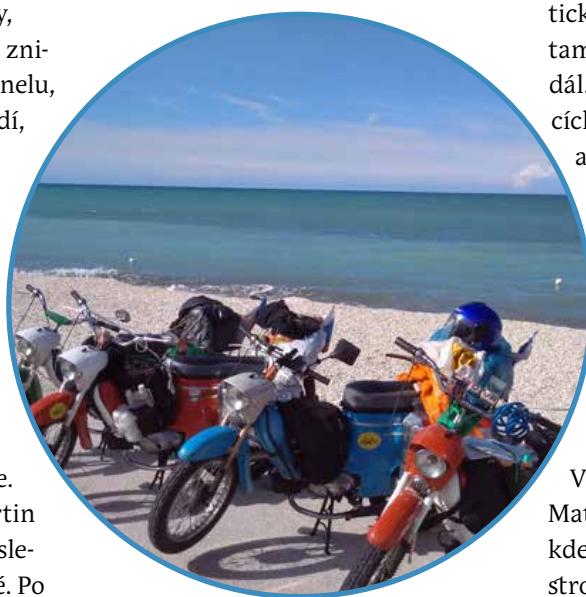 y,
zni-
nelu,
dí,
e.
rtin
sle-
é. Po
tick
tam
dál.
cích
a
V
Mat
kde
stro